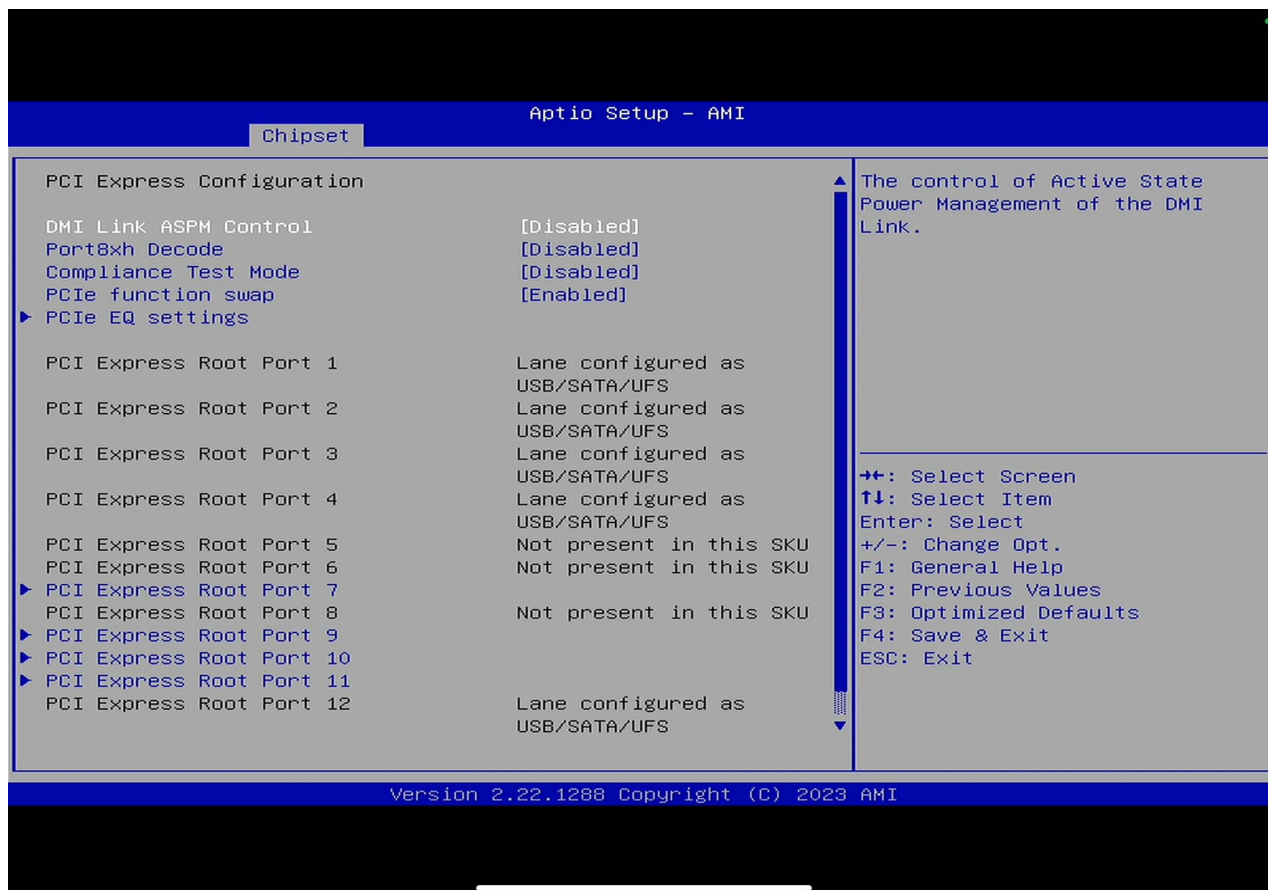 Aptio Setup – AMI
Chipset
PCI Express Configuration
DMI Link ASPM Control [Disabled]
Port8xh Decode [Disabled]
Compliance Test Mode [Disabled]
PCIe function swap [Enabled]
PCIe EQ settings
PCI Express Root Port 1 Lane configured as
USB/SATA/UFS
PCI Express Root Port 2 Lane configured as
USB/SATA/UFS
PCI Express Root Port 3 Lane configured as
USB/SATA/UFS
PCI Express Root Port 4 Lane configured as
USB/SATA/UFS
PCI Express Root Port 5 Not present in this SKU
PCI Express Root Port 6 Not present in this SKU
PCI Express Root Port 7
PCI Express Root Port 8 Not present in this SKU
PCI Express Root Port 9
PCI Express Root Port 10
PCI Express Root Port 11
PCI Express Root Port 12 Lane configured as
USB/SATA/UFS
The control of Active State
Power Management of the DMI
Link.
→←: Select Screen
↑↓: Select Item
Enter: Select
+/-: Change Opt.
F1: General Help
F2: Previous Values
F3: Optimized Defaults
F4: Save & Exit
ESC: Exit
Version 2.22.1288 Copyright (C) 2023 AMI